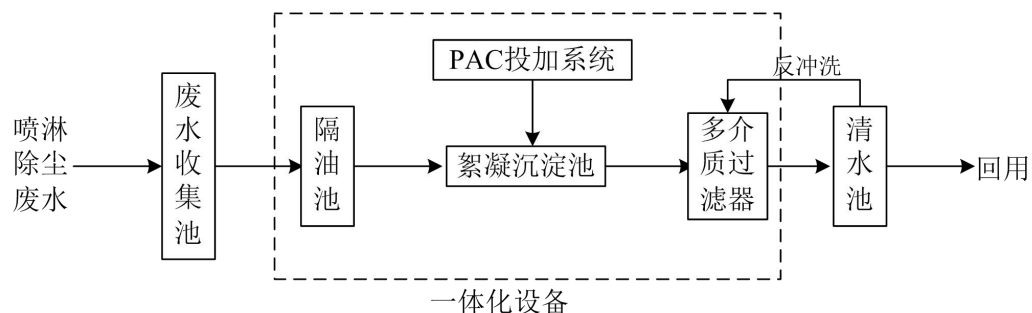 PAC投加系统
反冲洗
喷淋
除尘
废水
废
水
收
集
池
隔
油
池
絮凝沉淀池
多介
质过
滤器
清
水
池
回用
一体化设备